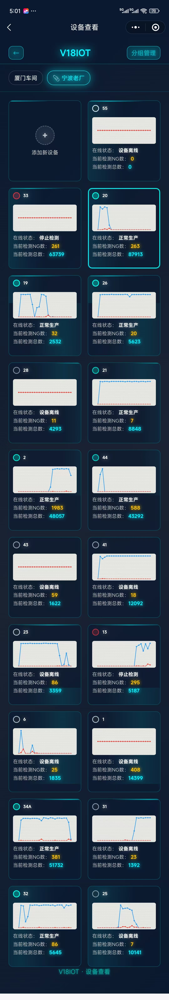 5:01
5G 5G 70
设备查看
← V18IOT 分组管理
厦门车间 宁波老厂
+
添加新设备
55
在线状态： 设备离线
当前检测NG数： 0
当前检测总数： 0
33
在线状态： 停止检测
当前检测NG数： 261
当前检测总数： 63739
20
在线状态： 正常生产
当前检测NG数： 263
当前检测总数： 87913
19
在线状态： 正常生产
当前检测NG数： 32
当前检测总数： 2532
26
在线状态： 正常生产
当前检测NG数： 20
当前检测总数： 5623
28
在线状态： 设备离线
当前检测NG数： 11
当前检测总数： 4293
21
在线状态： 正常生产
当前检测NG数： 7
当前检测总数： 8848
2
在线状态： 正常生产
当前检测NG数： 1983
当前检测总数： 48057
44
在线状态： 正常生产
当前检测NG数： 588
当前检测总数： 43292
43
在线状态： 设备离线
当前检测NG数： 59
当前检测总数： 1622
41
在线状态： 设备离线
当前检测NG数： 18
当前检测总数： 12092
23
在线状态： 设备离线
当前检测NG数： 86
当前检测总数： 3359
13
在线状态： 停止检测
当前检测NG数： 295
当前检测总数： 5187
6
在线状态： 设备离线
当前检测NG数： 25
当前检测总数： 1835
1
在线状态： 设备离线
当前检测NG数： 408
当前检测总数： 14399
34A
在线状态： 正常生产
当前检测NG数： 381
当前检测总数： 51732
31
在线状态： 设备离线
当前检测NG数： 23
当前检测总数： 1392
32
在线状态： 正常生产
当前检测NG数： 86
当前检测总数： 5645
25
在线状态： 设备离线
当前检测NG数： 7
当前检测总数： 10141
V18IOT · 设备查看